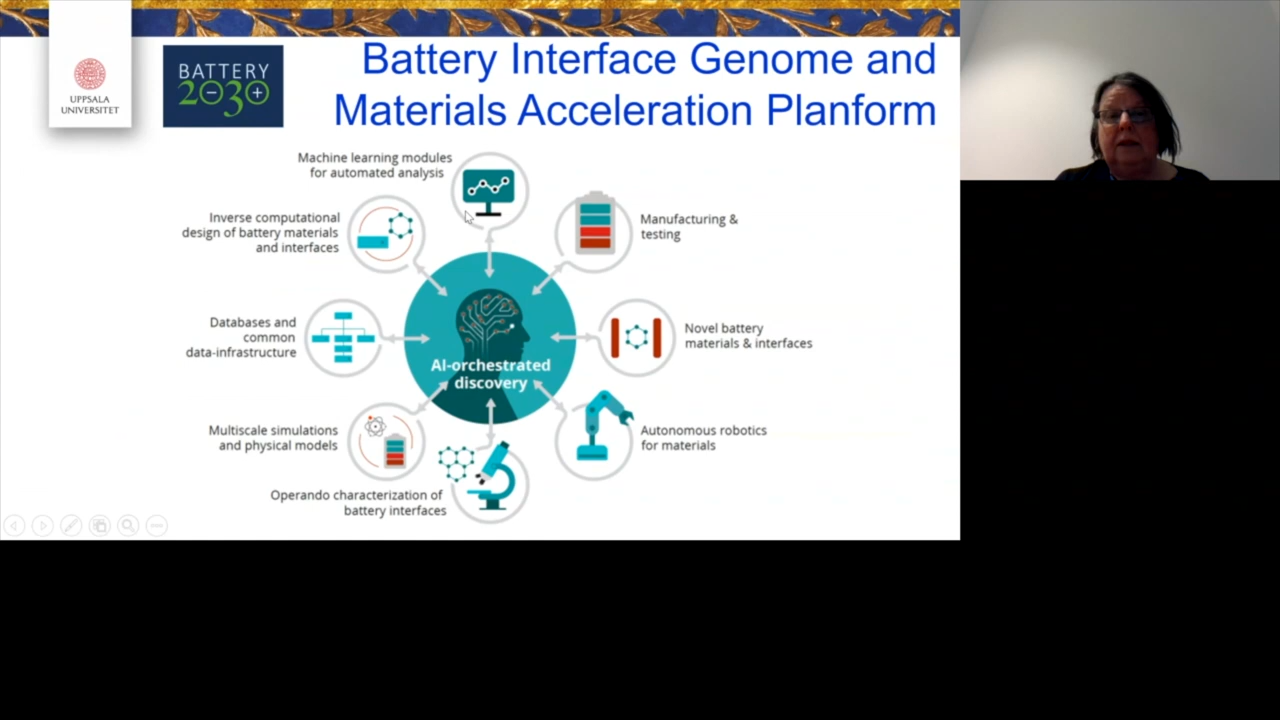 UPPSALA
UNIVERSITET
BATTERY
2030
Battery Interface Genome and
Materials Acceleration Planform
Machine learning modules
for automated analysis
Inverse computational
design of battery materials
and interfaces
Manufacturing &
testing
Databases and
common
data-infrastructure
AI-orchestrated
discovery
Novel battery
materials & interfaces
Multiscale simulations
and physical models
Autonomous robotics
for materials
Operando characterization of
battery interfaces